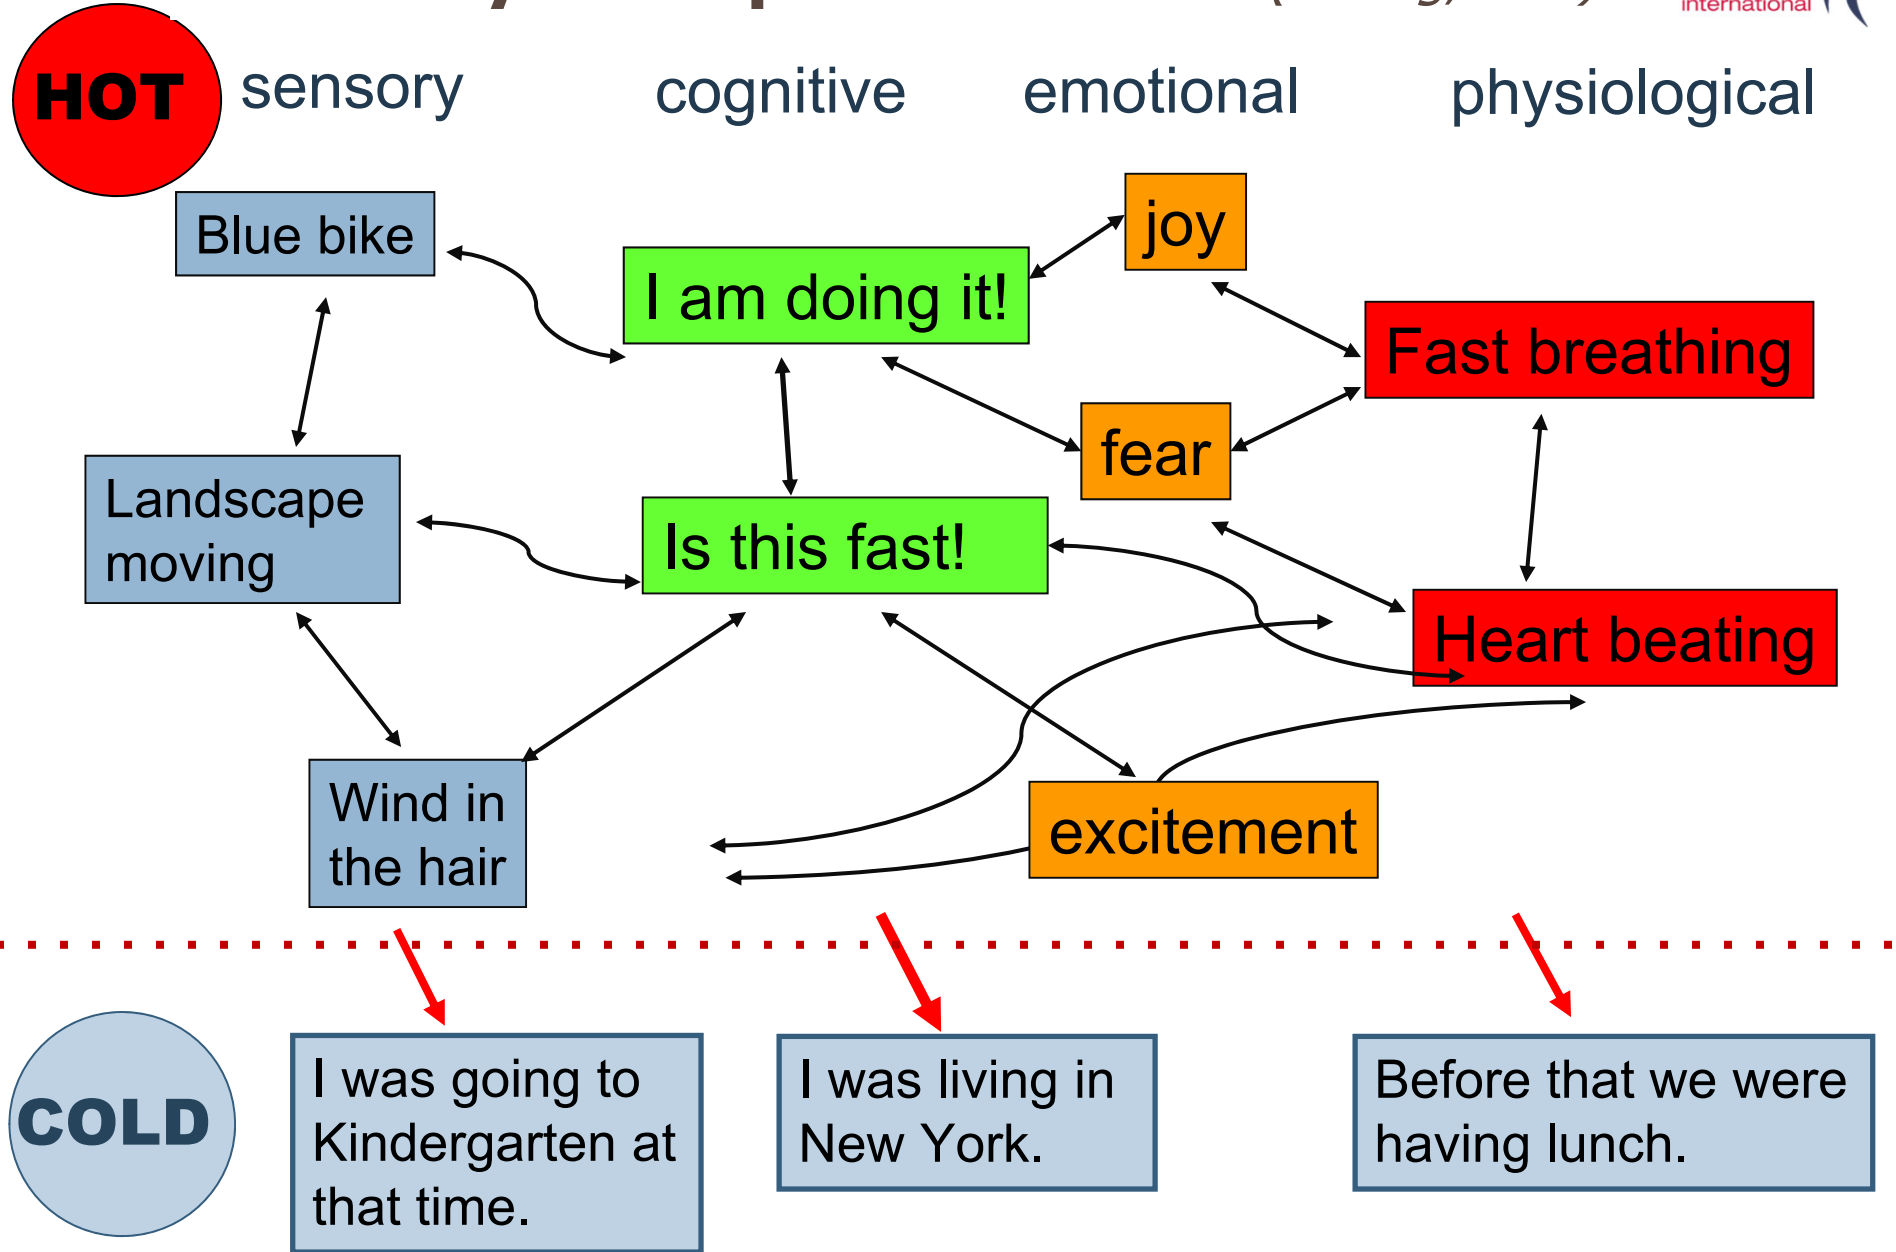 international
HOT
sensory
cognitive
emotional
physiological
Blue bike
joy
I am doing it!
Fast breathing
fear
Landscape
moving
Is this fast!
Heart beating
Wind in
the hair
excitement
COLD
I was going to
Kindergarten at
that time.
I was living in
New York.
Before that we were
having lunch.